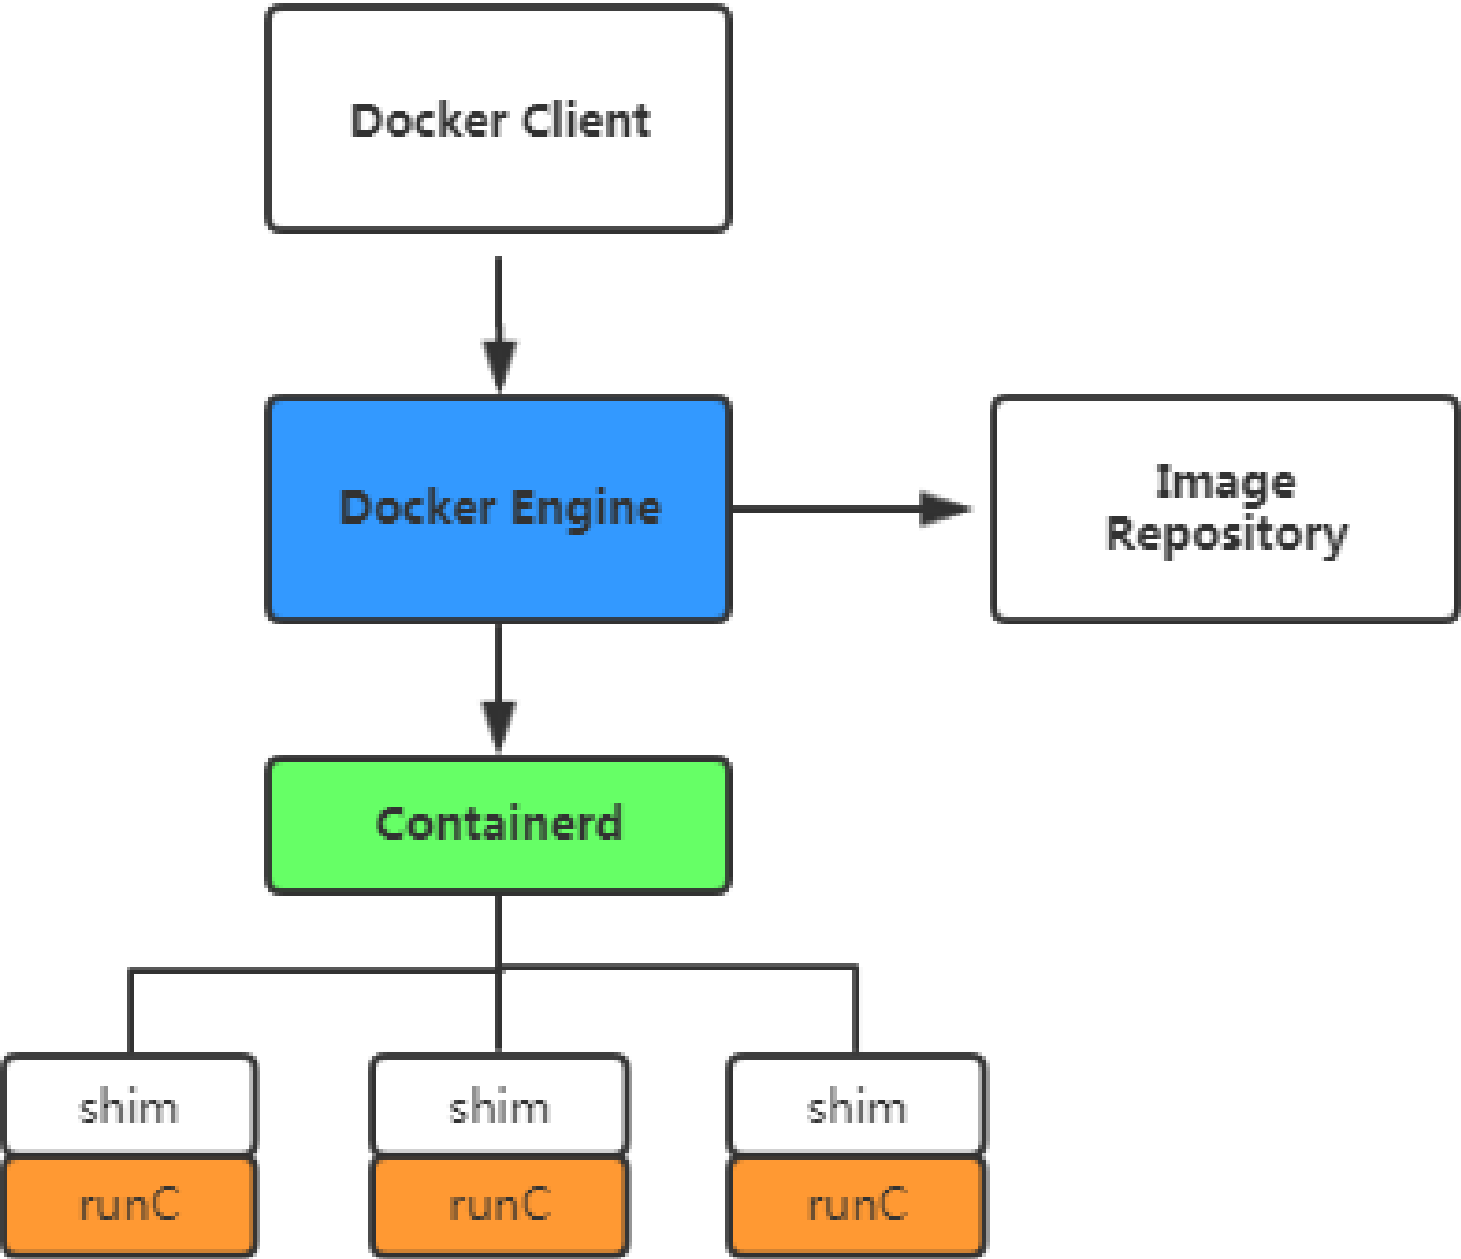 Docker Client
Docker Engine
Image
Repository
Containerd
shim
shim
shim
runC
runC
runC